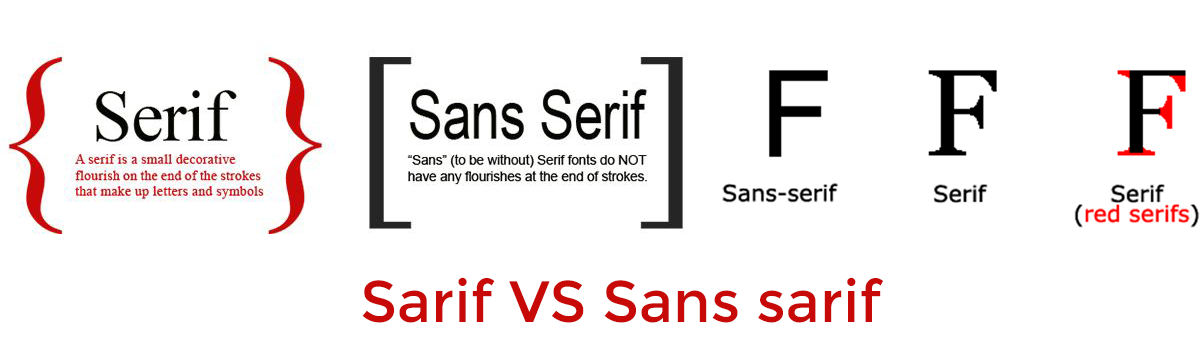 Serif
A serif is a small decorative
flourish on the end of the strokes
that make up letters and symbols
Sans Serif
“Sans” (to be without) Serif fonts do NOT
have any flourishes at the end of strokes.
F
Sans-serif
F
Serif
F
Serif
(red serifs)
Sarif VS Sans sarif